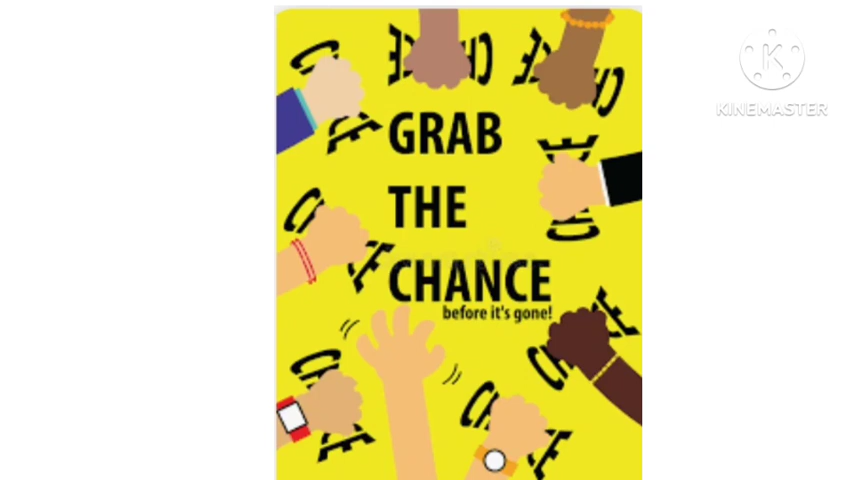 GRAB
THE
CHANCE
before it's gone!
KINEMASTER